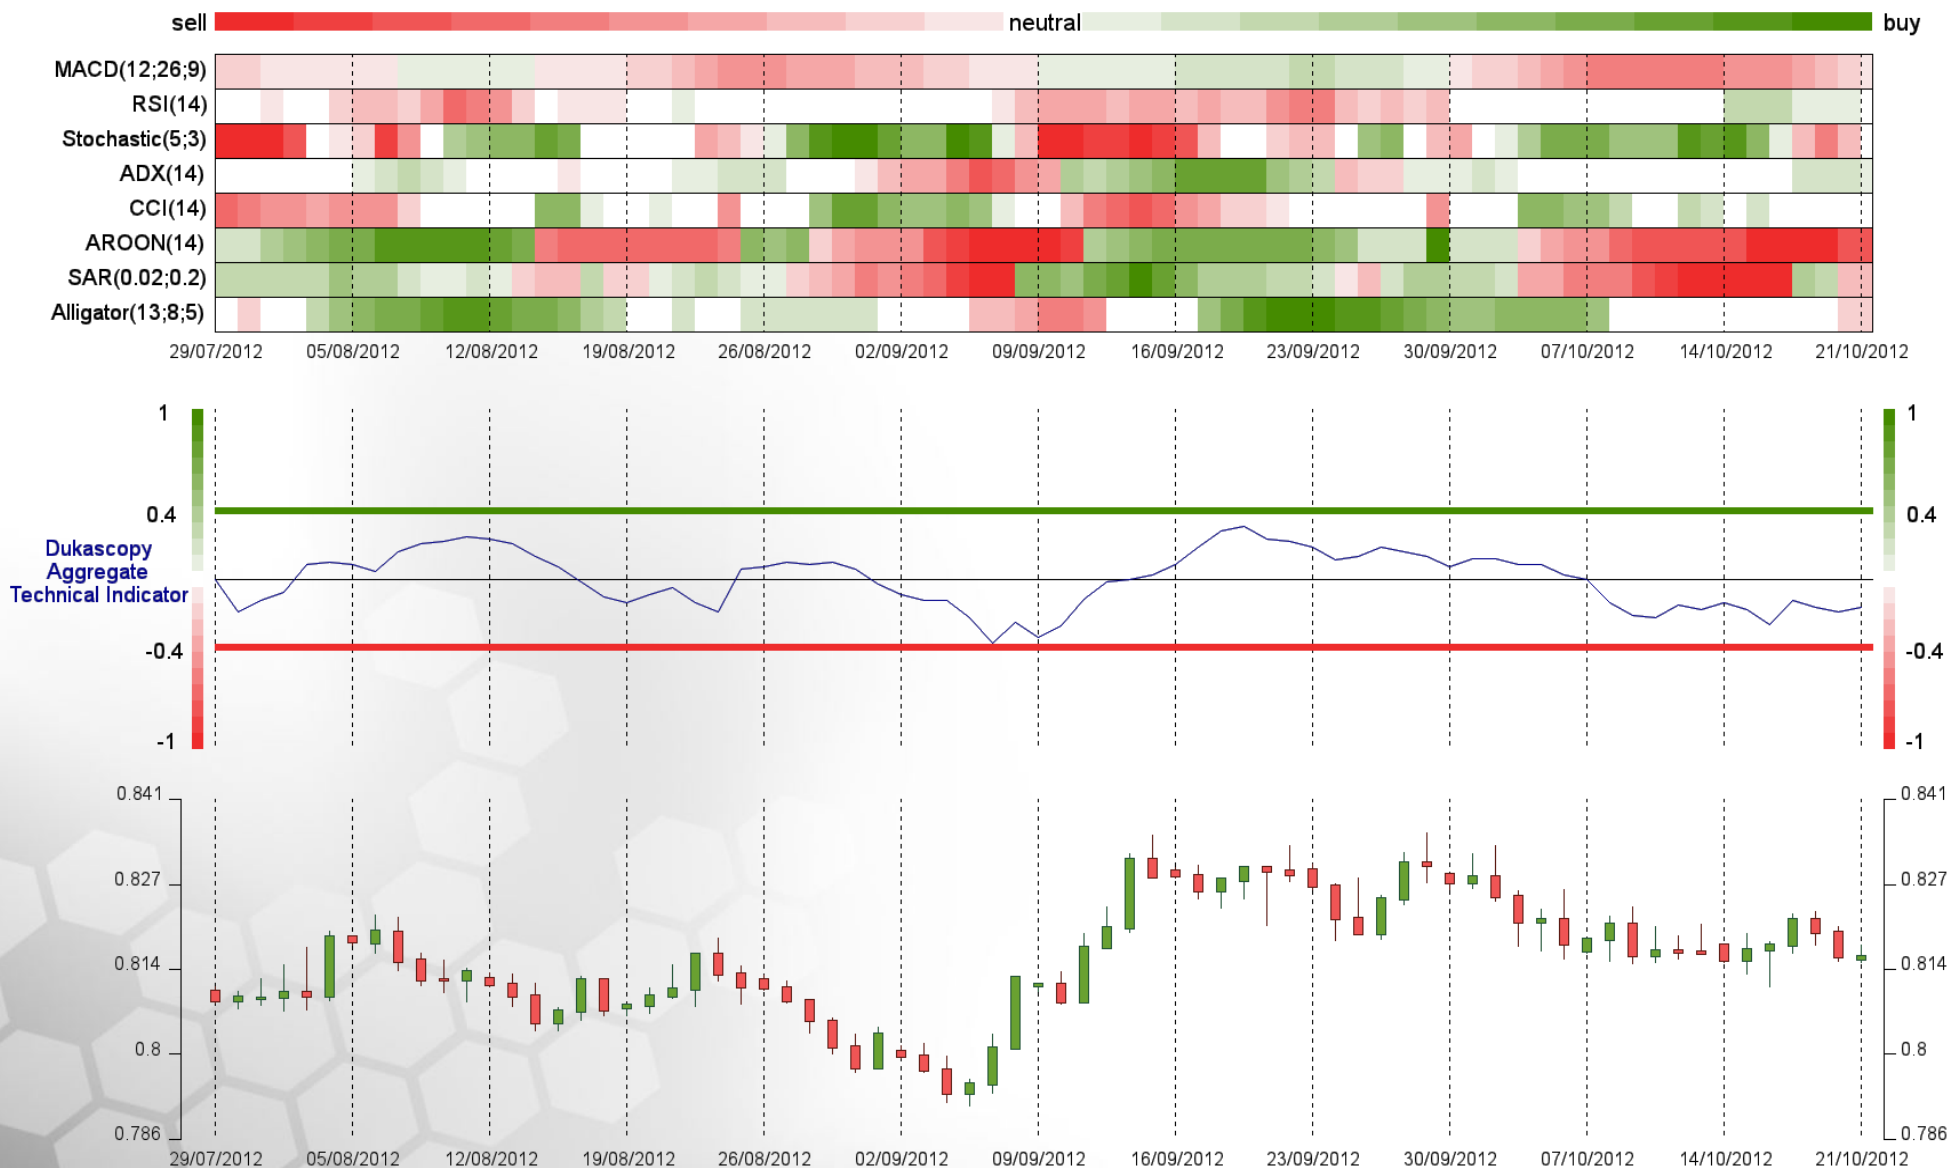 sell neutral buy
MACD(12;26;9)
RSI(14)
Stochastic(5;3)
ADX(14)
CCI(14)
AROON(14)
SAR(0.02;0.2)
Alligator(13;8;5)
29/07/2012 05/08/2012 12/08/2012 19/08/2012 26/08/2012 02/09/2012 09/09/2012 16/09/2012 23/09/2012 30/09/2012 07/10/2012 14/10/2012 21/10/2012
1 1
0.4 0.4
Dukascopy
Aggregate
Technical Indicator
-0.4 -0.4
-1 -1
0.841 0.841
0.827 0.827
0.814 0.814
0.8 0.8
0.786 0.786
29/07/2012 05/08/2012 12/08/2012 19/08/2012 26/08/2012 02/09/2012 09/09/2012 16/09/2012 23/09/2012 30/09/2012 07/10/2012 14/10/2012 21/10/2012